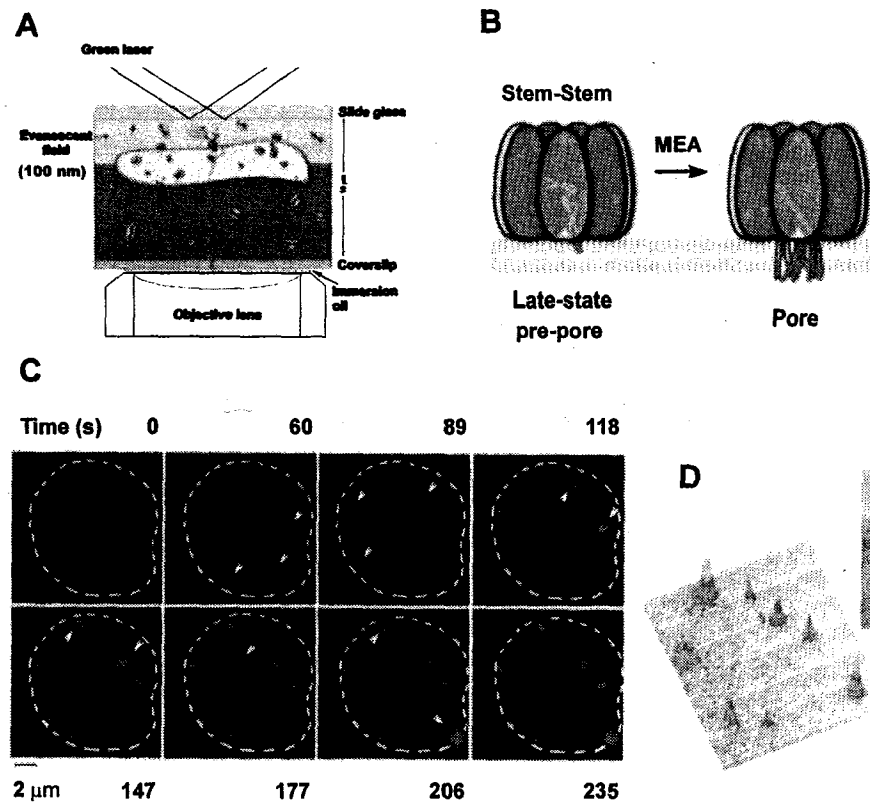 A
Green laser
Slide glass
Evanescent
field
(100 nm)
Coverslip
Immersion
oil
Objective lens
B
Stem-Stem
MEA
Late-state
pre-pore
Pore
C
Time (s) 0 60 89 118
2 µm 147 177 206 235
D